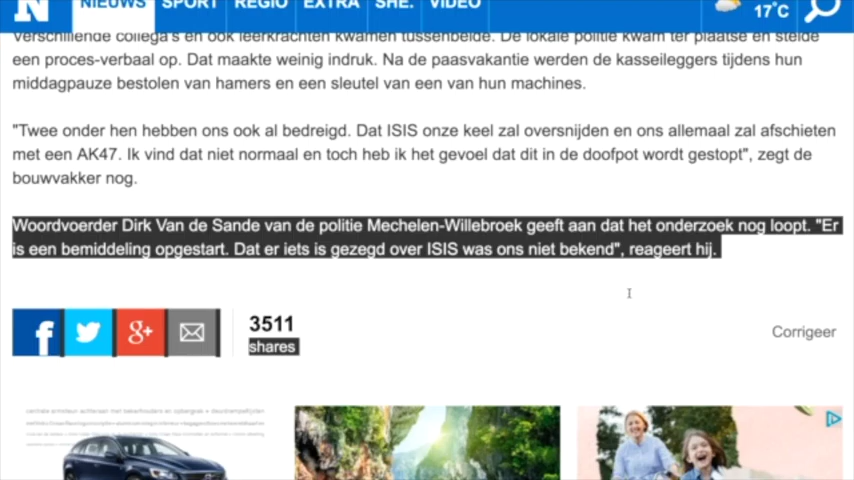 N NIEUWS SPORT REGIO EXTRA SHE. VIDEO 17°C
verschillende collega's en ook leerkrachten kwamen tussenbeide. De lokale politie kwam ter plaatse en stelde
een proces-verbaal op. Dat maakte weinig indruk. Na de paasvakantie werden de kasseileggers tijdens hun
middagpauze bestolen van hamers en een sleutel van een van hun machines.
"Twee onder hen hebben ons ook al bedreigd. Dat ISIS onze keel zal oversnijden en ons allemaal zal afschieten
met een AK47. Ik vind dat niet normaal en toch heb ik het gevoel dat dit in de doofpot wordt gestopt", zegt de
bouwvakker nog.
Woordvoerder Dirk Van de Sande van de politie Mechelen-Willebroek geeft aan dat het onderzoek nog loopt. "Er
is een bemiddeling opgestart. Dat er iets is gezegd over ISIS was ons niet bekend", reageert hij.
3511
shares
Corrigeer